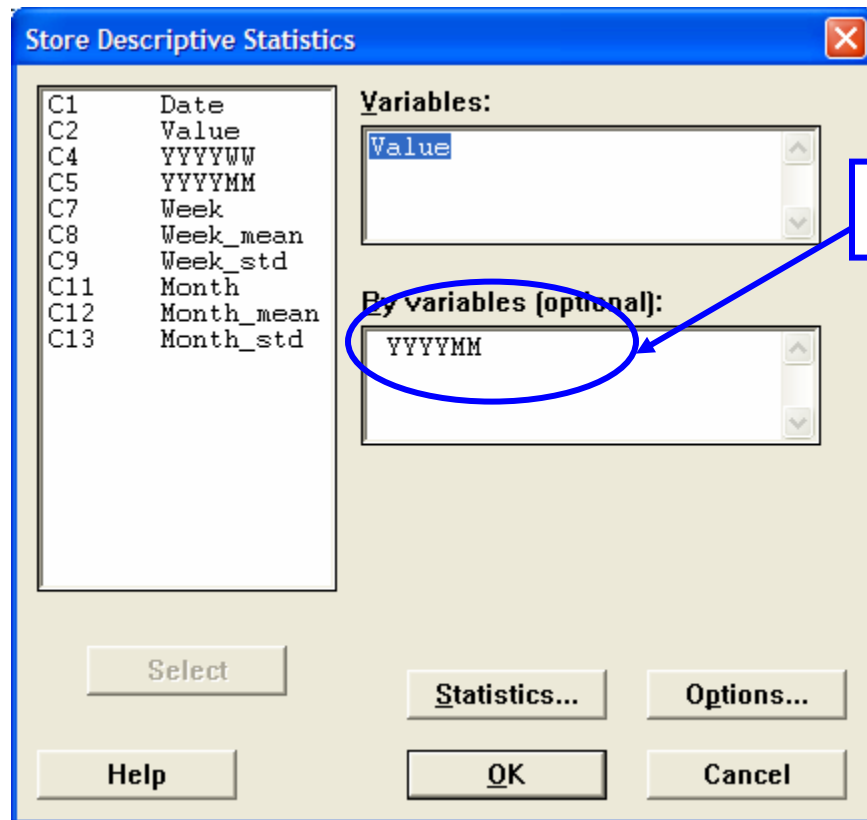 Store Descriptive Statistics
C1 Date
C2 Value
C4 YYYYWW
C5 YYYYMM
C7 Week
C8 Week_mean
C9 Week_std
C11 Month
C12 Month_mean
C13 Month_std
Variables:
Value
By variables (optional):
YYYYMM
Select
Statistics...
Options...
Help
OK
Cancel